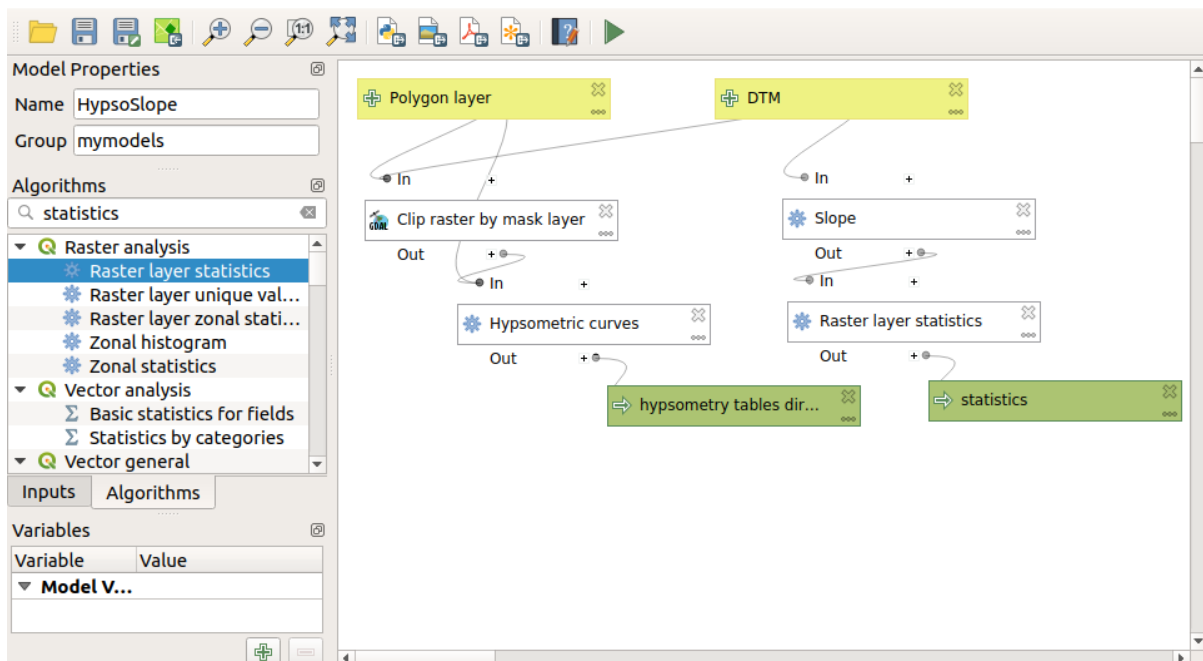 1:1
Model Properties
Name HypsoSlope
Group mymodels
Algorithms
statistics
Raster analysis
Raster layer statistics
Raster layer unique val...
Raster layer zonal stati...
Zonal histogram
Zonal statistics
Vector analysis
Basic statistics for fields
Statistics by categories
Vector general
Inputs Algorithms
Variables
Variable Value
Model V...
Polygon layer
DTM
In +
In +
GDAL Clip raster by mask layer
Slope
Out +
Out +
In +
In +
Hypsometric curves
Raster layer statistics
Out +
Out +
hypsometry tables dir...
statistics